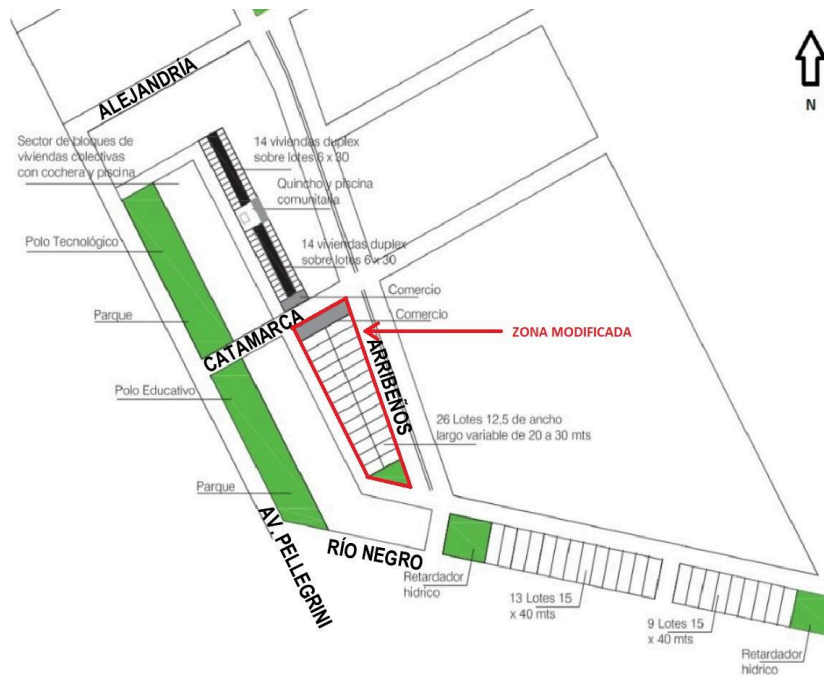 N
ALEJANDRÍA
Sector de bloques de
viviendas colectivas
con cochera y piscina
14 viviendas duplex
sobre lotes 6 x 30
Quincho y piscina
comunitaria
Polo Tecnológico
14 viviendas duplex
sobre lotes 6 x 30
Comercio
Comercio
Parque
CATAMARCA
ZONA MODIFICADA
ARRIBEÑOS
Polo Educativo
26 Lotes 12,5 de ancho
largo variable de 20 a 30 mts
Parque
AV. PELLEGRINI
RÍO NEGRO
Retardador
hidrico
13 Lotes 15
x 40 mts
9 Lotes 15
x 40 mts
Retardador
hidrico